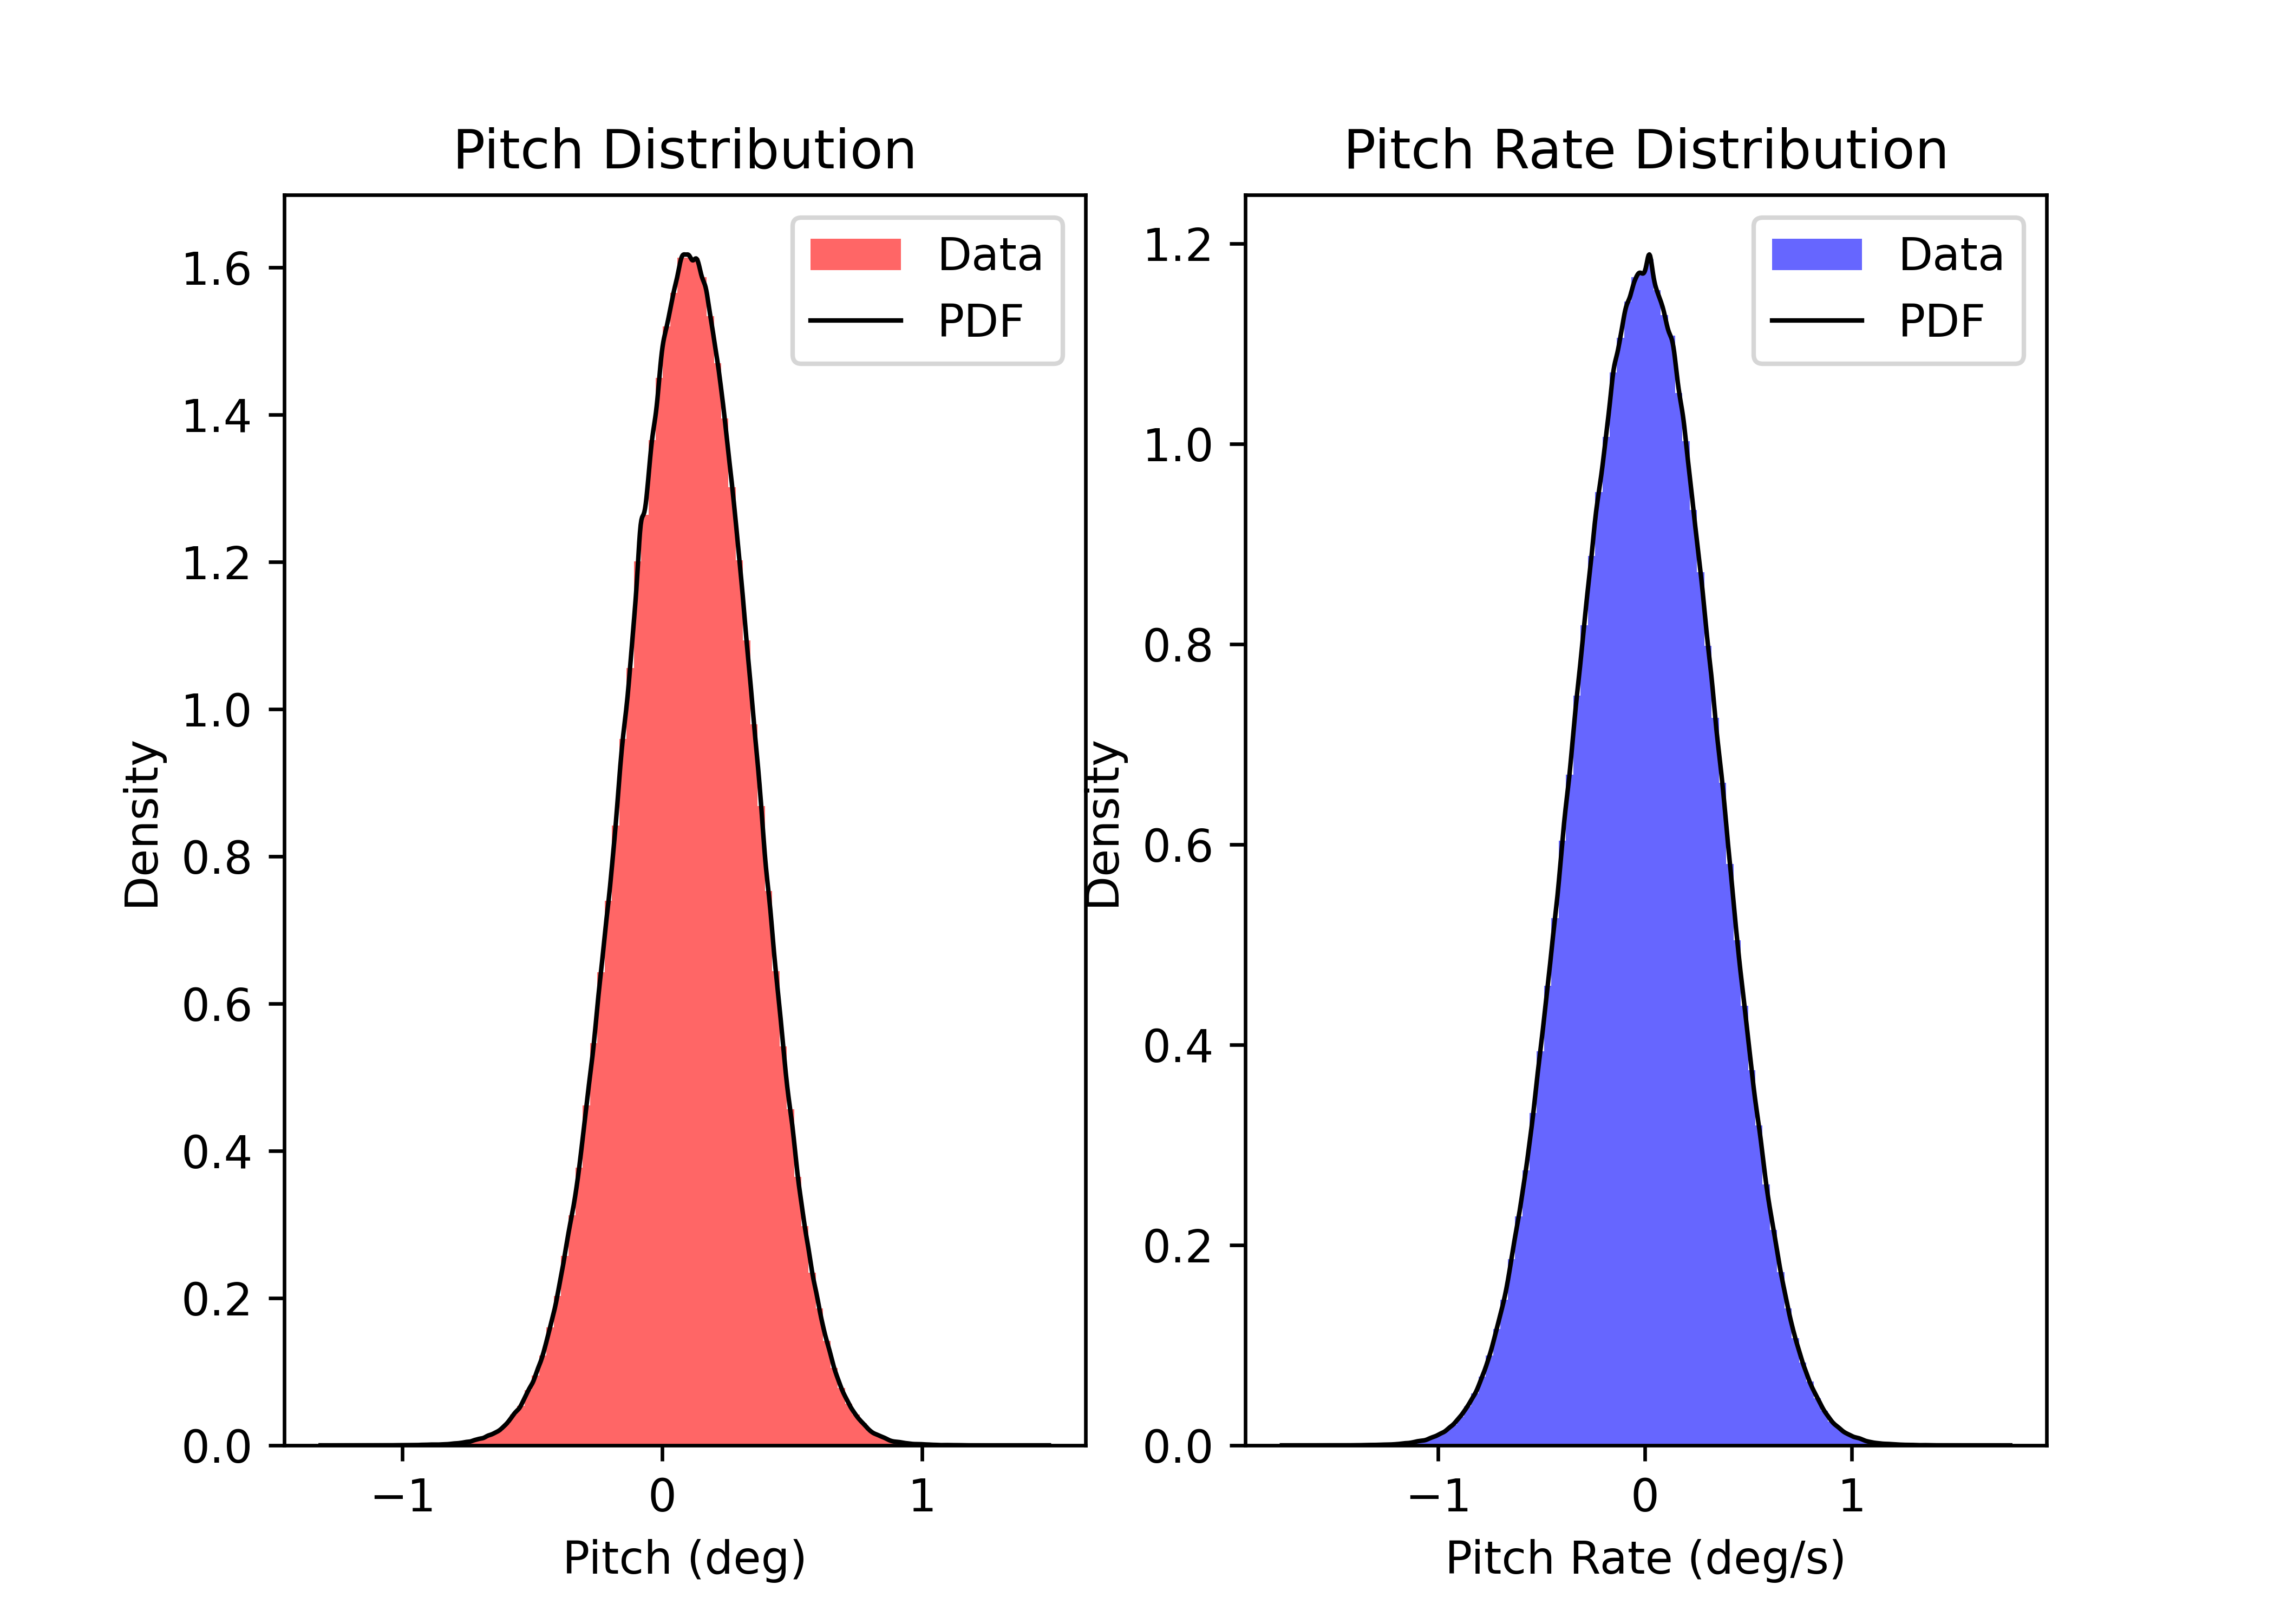 Pitch Distribution
Data
PDF
1.6
1.4
1.2
1.0
0.8
0.6
0.4
0.2
0.0
Density
−1 0 1
Pitch (deg)
Pitch Rate Distribution
Data
PDF
1.2
1.0
0.8
0.6
0.4
0.2
0.0
Density
−1 0 1
Pitch Rate (deg/s)